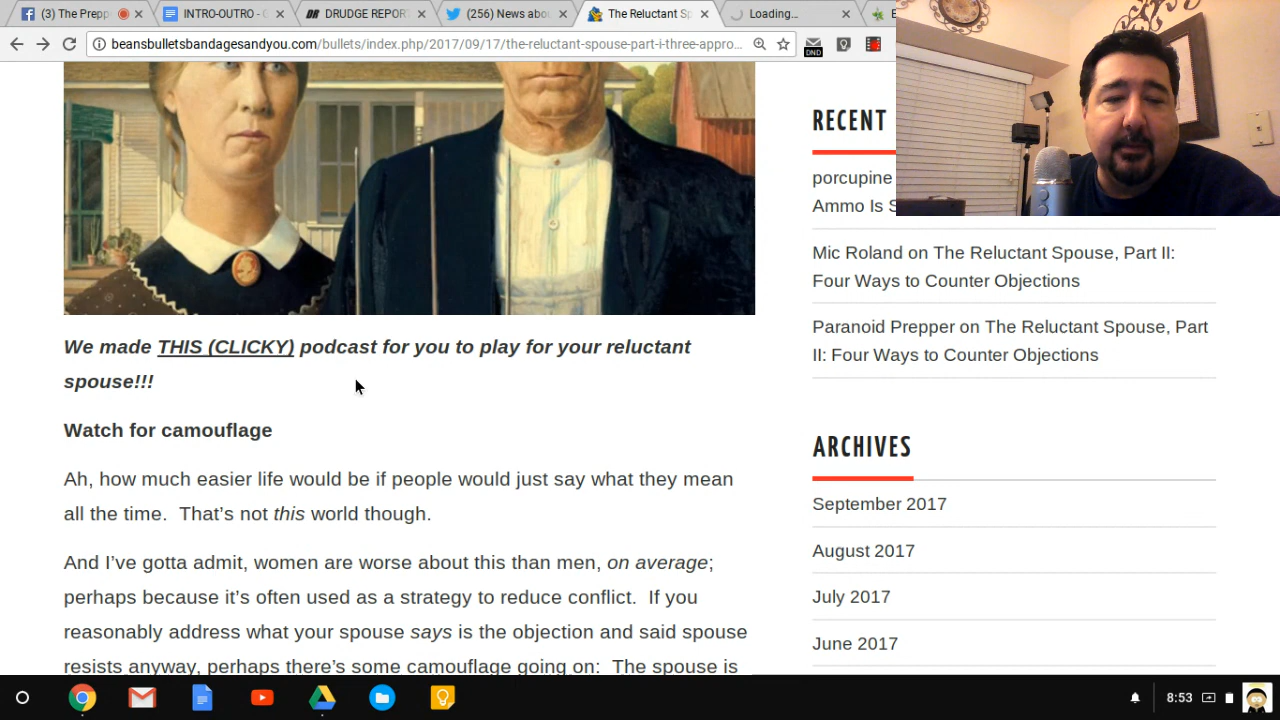 (3) The Prepp
INTRO-OUTRO - G
DRUDGE REPORT
(256) News abo
The Reluctant Sp
Loading...
E
beansbulletsbandagesandyou.com/bullets/index.php/2017/09/17/the-reluctant-spouse-part-i-three-appro...
DND
We made THIS (CLICKY) podcast for you to play for your reluctant
spouse!!!
Watch for camouflage
Ah, how much easier life would be if people would just say what they mean
all the time. That's not this world though.
And I've gotta admit, women are worse about this than men, on average;
perhaps because it's often used as a strategy to reduce conflict. If you
reasonably address what your spouse says is the objection and said spouse
resists anyway, perhaps there's some camouflage going on: The spouse is
RECENT
porcupine
Ammo Is S
Mic Roland on The Reluctant Spouse, Part II:
Four Ways to Counter Objections
Paranoid Prepper on The Reluctant Spouse, Part
II: Four Ways to Counter Objections
ARCHIVES
September 2017
August 2017
July 2017
June 2017
8:53